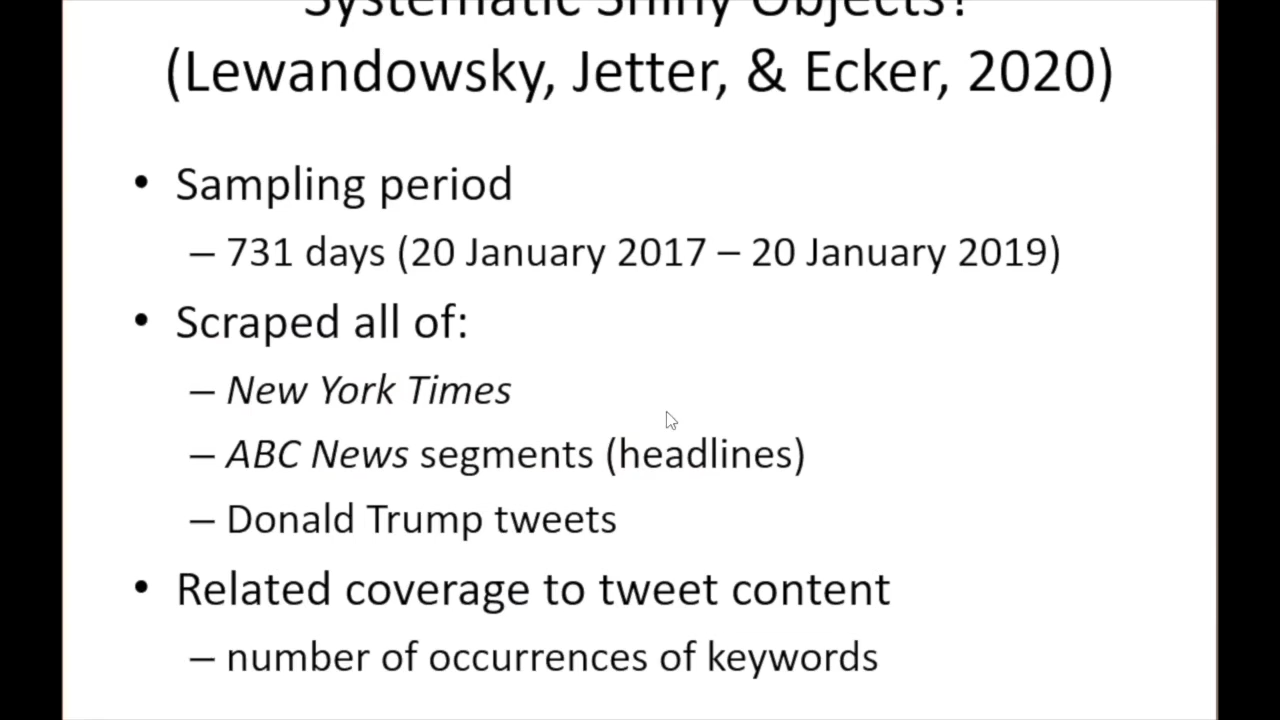 Systematic Shiny Objects?
(Lewandowsky, Jetter, & Ecker, 2020)
• Sampling period
– 731 days (20 January 2017 – 20 January 2019)
• Scraped all of:
– New York Times
– ABC News segments (headlines)
– Donald Trump tweets
• Related coverage to tweet content
– number of occurrences of keywords